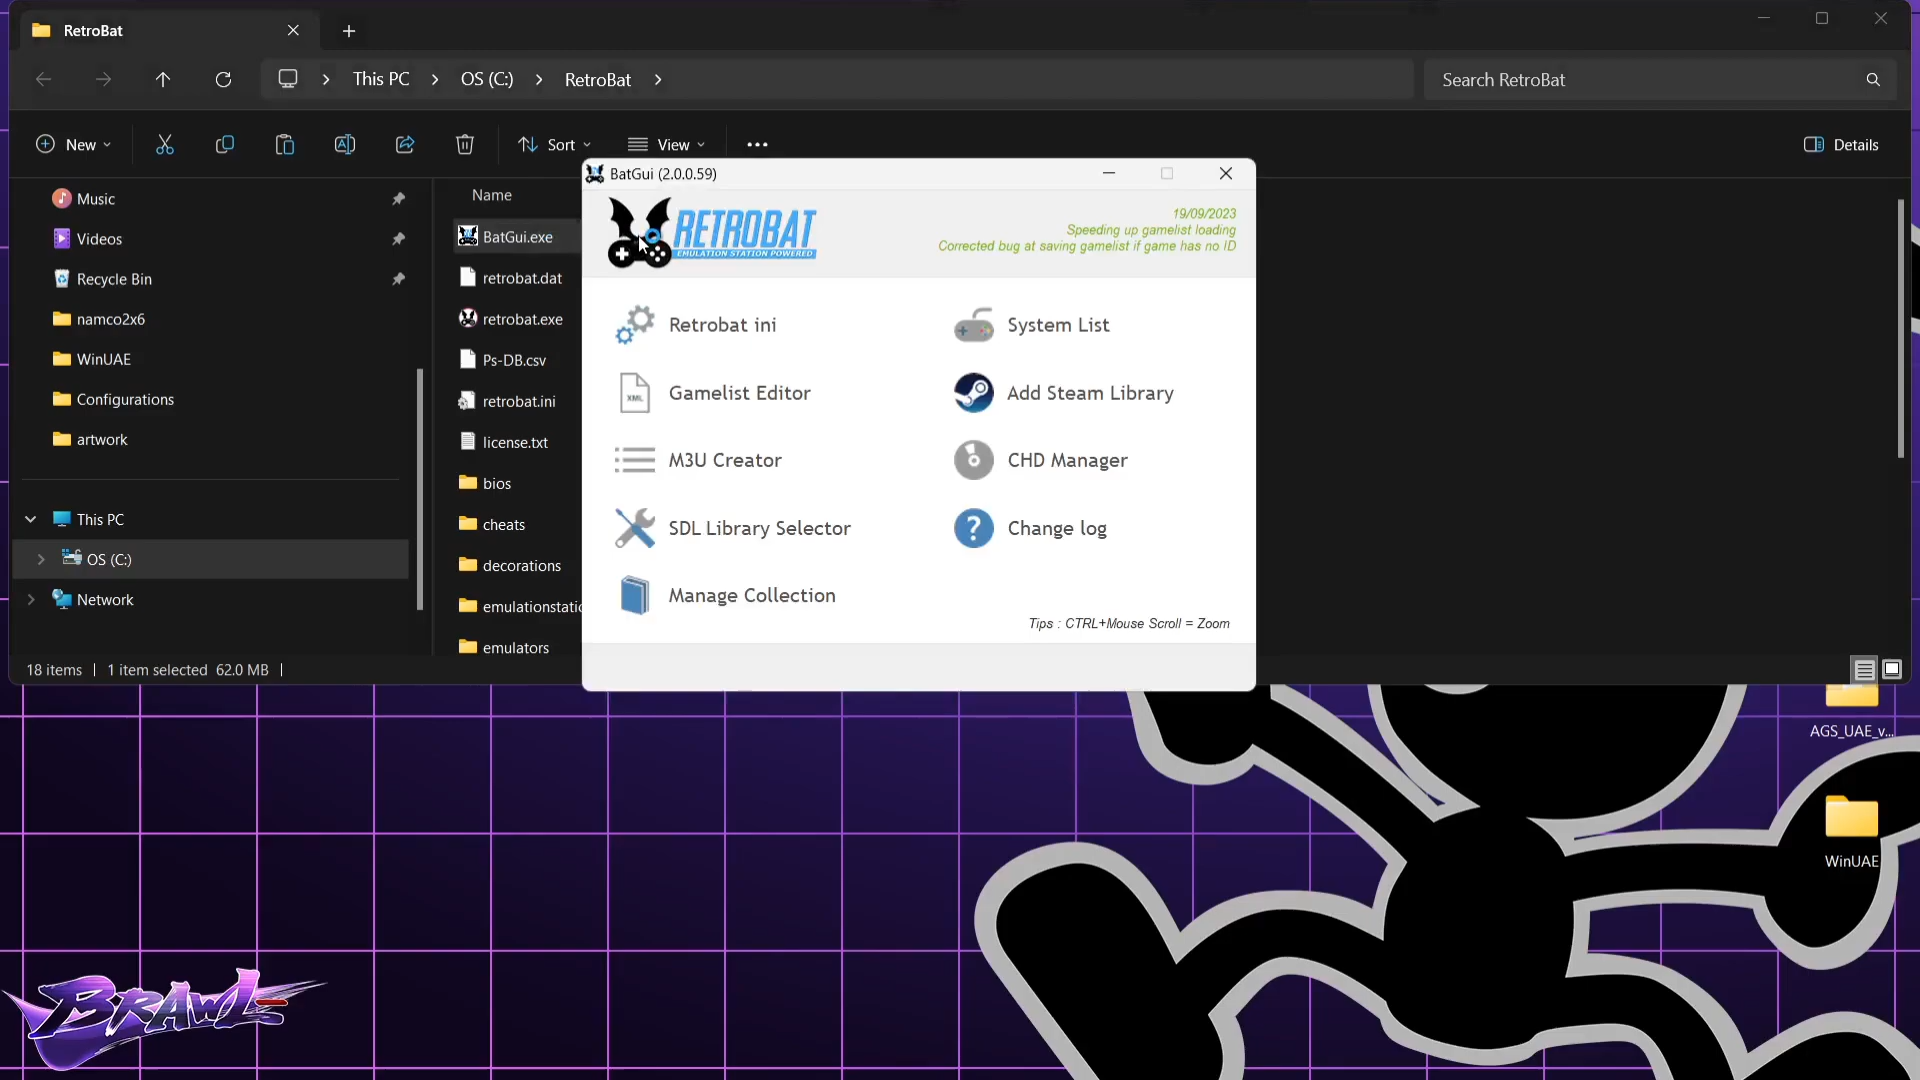 RetroBat
This PC
OS (C:)
RetroBat
Search RetroBat
New
Sort
View
Details
Music
Videos
Recycle Bin
namco2x6
WinUAE
Configurations
artwork
This PC
OS (C:)
Network
Name
BatGui.exe
retrobat.dat
retrobat.exe
Ps-DB.csv
retrobat.ini
license.txt
bios
cheats
decorations
emulationstatic
emulators
18 items
1 item selected 62.0 MB
BatGui (2.0.0.59)
RETROBAT
EMULATION STATION POWERED
19/09/2023
Speeding up gamelist loading
Corrected bug at saving gamelist if game has no ID
Retrobat ini
System List
Gamelist Editor
XML
Add Steam Library
M3U Creator
CHD Manager
SDL Library Selector
Change log
Manage Collection
Tips : CTRL+Mouse Scroll = Zoom
AGS_UAE_v...
WinUAE
BRAWL-